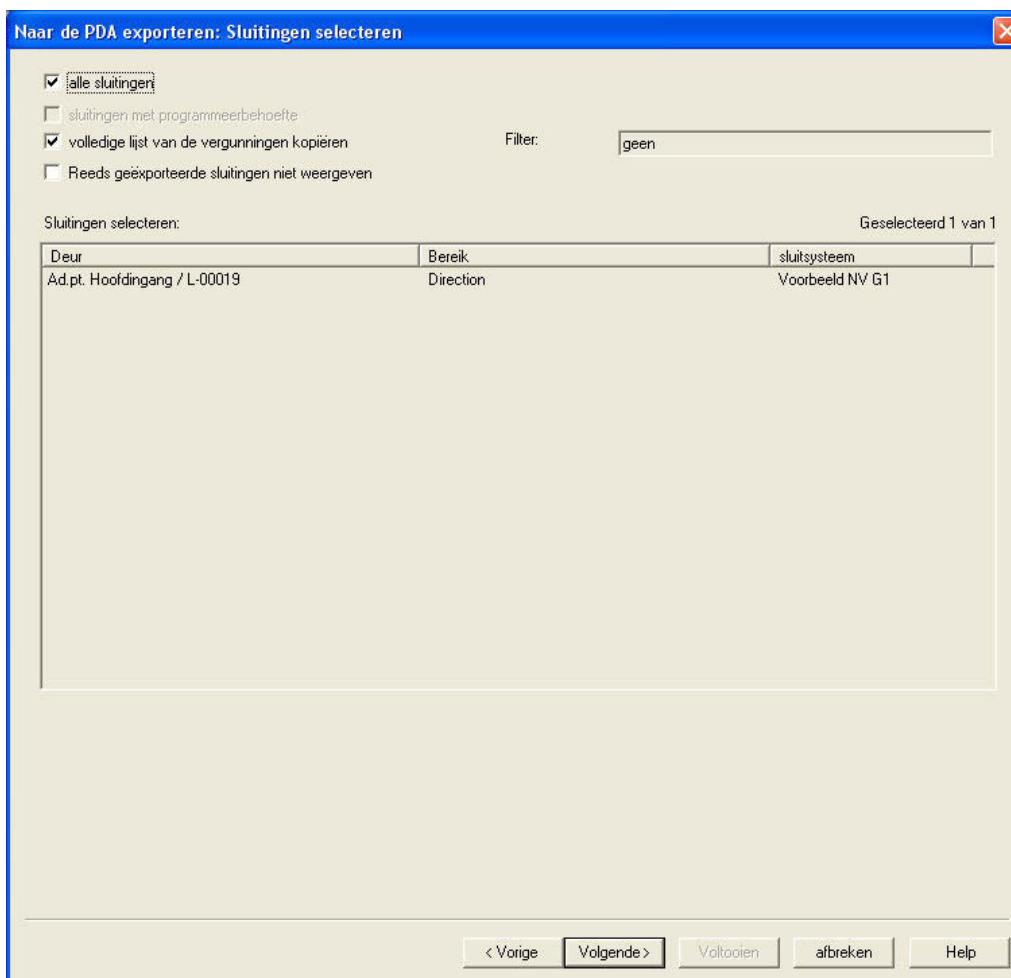 Naar de PDA exporteren: Sluitingen selecteren
alle sluitingen
sluitingen met programmeerbehoefte
volledige lijst van de vergunningen kopiëren
Filter: geen
Reeds geëxporteerde sluitingen niet weergeven
Sluitingen selecteren: Geselecteerd 1 van 1
Deur Bereik sluitsysteem
Ad.pt. Hoofdingang / L-00019 Direction Voorbeeld NV G1
< Vorige Volgende > Voltooien afbreken Help